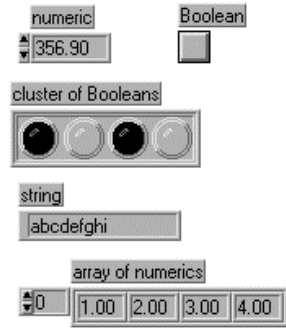 numeric Boolean
356.90
cluster of Booleans
string
abcdefghi
array of numerics
0 1.00 2.00 3.00 4.00